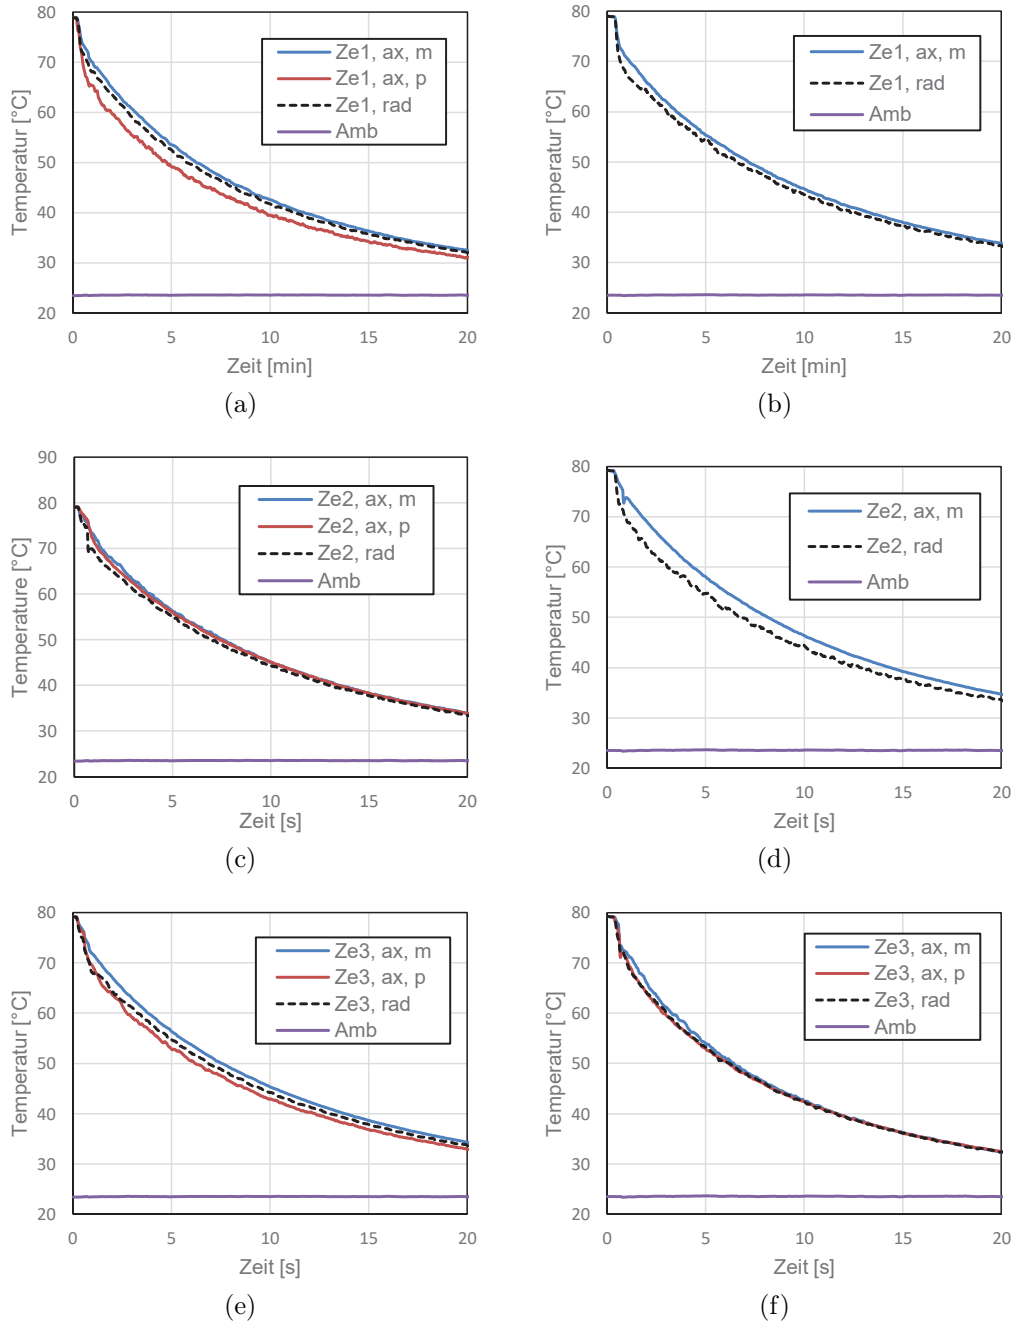 80
70
60
50
40
30
20
Temperatur [°C]
Ze1, ax, m
Ze1, ax, p
Ze1, rad
Amb
0 5 10 15 20
Zeit [min]
(a)
80
70
60
50
40
30
20
Temperatur [°C]
Ze1, ax, m
Ze1, rad
Amb
0 5 10 15 20
Zeit [min]
(b)
90
80
70
60
50
40
30
20
Temperature [°C]
Ze2, ax, m
Ze2, ax, p
Ze2, rad
Amb
0 5 10 15 20
Zeit [s]
(c)
80
70
60
50
40
30
20
Temperatur [°C]
Ze2, ax, m
Ze2, rad
Amb
0 5 10 15 20
Zeit [s]
(d)
80
70
60
50
40
30
20
Temperatur [°C]
Ze3, ax, m
Ze3, ax, p
Ze3, rad
Amb
0 5 10 15 20
Zeit [s]
(e)
80
70
60
50
40
30
20
Temperatur [°C]
Ze3, ax, m
Ze3, ax, p
Ze3, rad
Amb
0 5 10 15 20
Zeit [s]
(f)